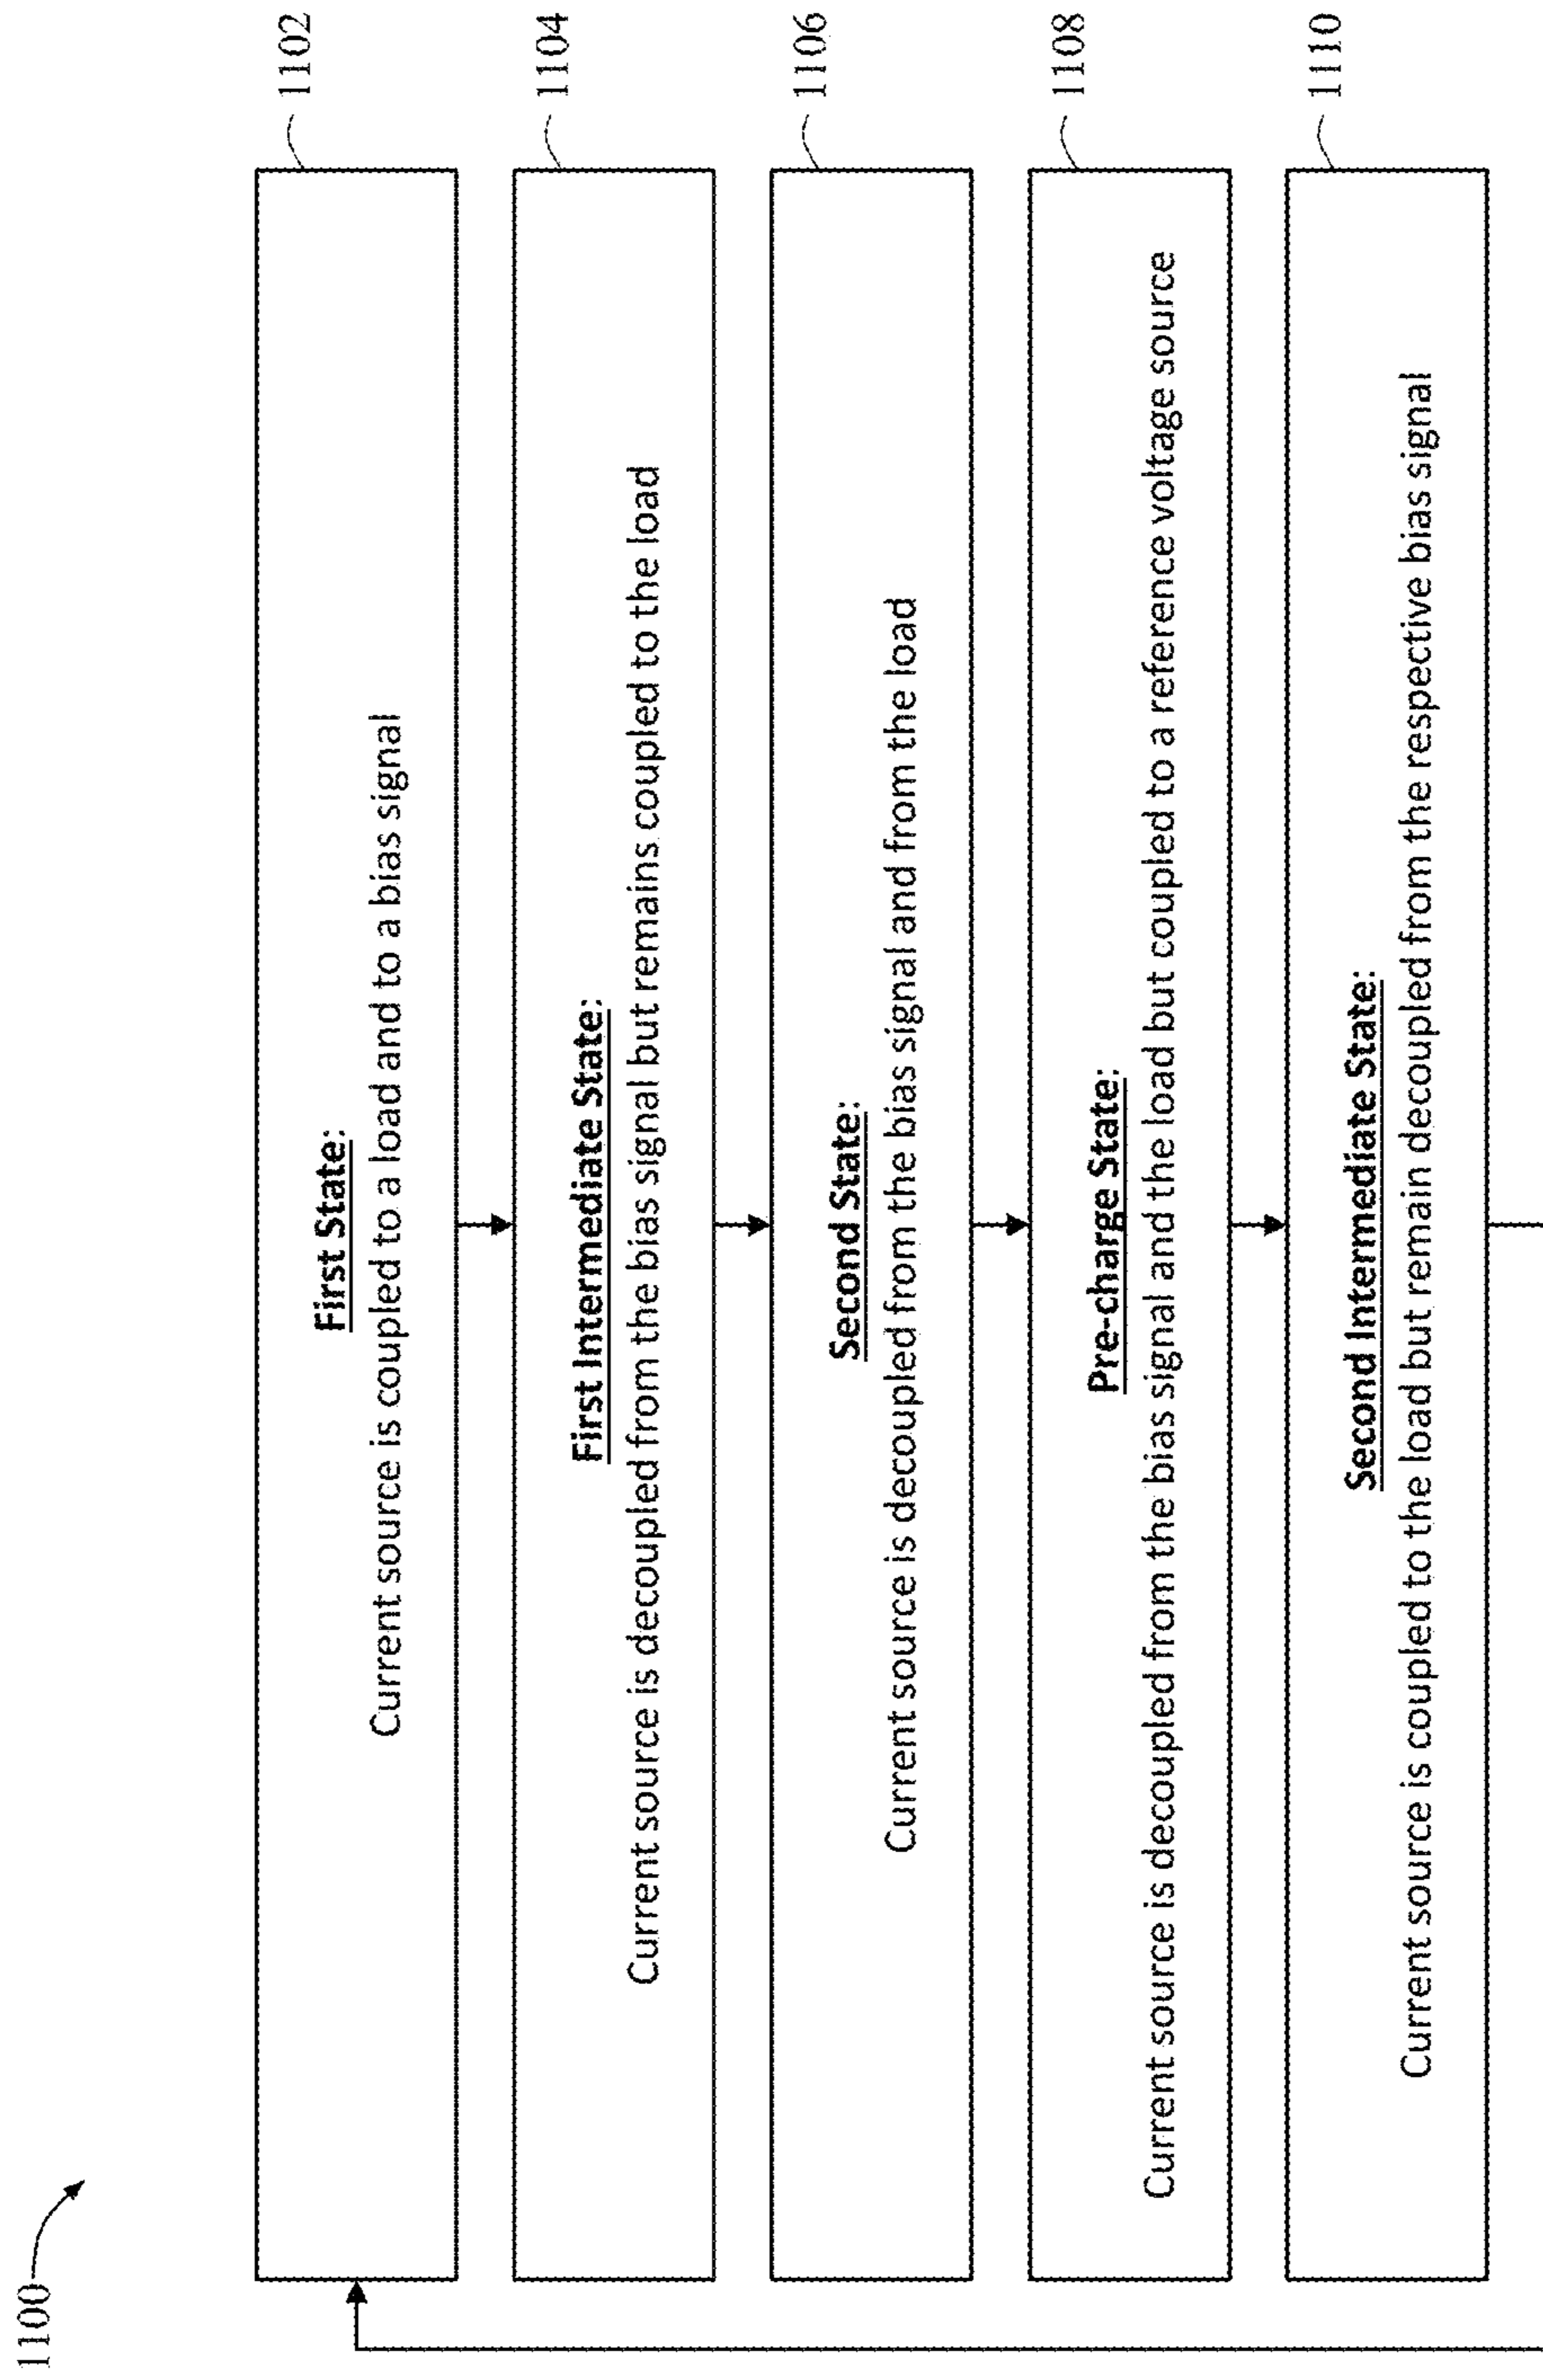 1100
First State:
Current source is coupled to a load and to a bias signal
1102
First Intermediate State:
Current source is decoupled from the bias signal but remains coupled to the load
1104
Second State:
Current source is decoupled from the bias signal and from the load
1106
Pre-charge State:
Current source is decoupled from the bias signal and the load but coupled to a reference voltage source
1108
Second Intermediate State:
Current source is coupled to the load but remain decoupled from the respective bias signal
1110